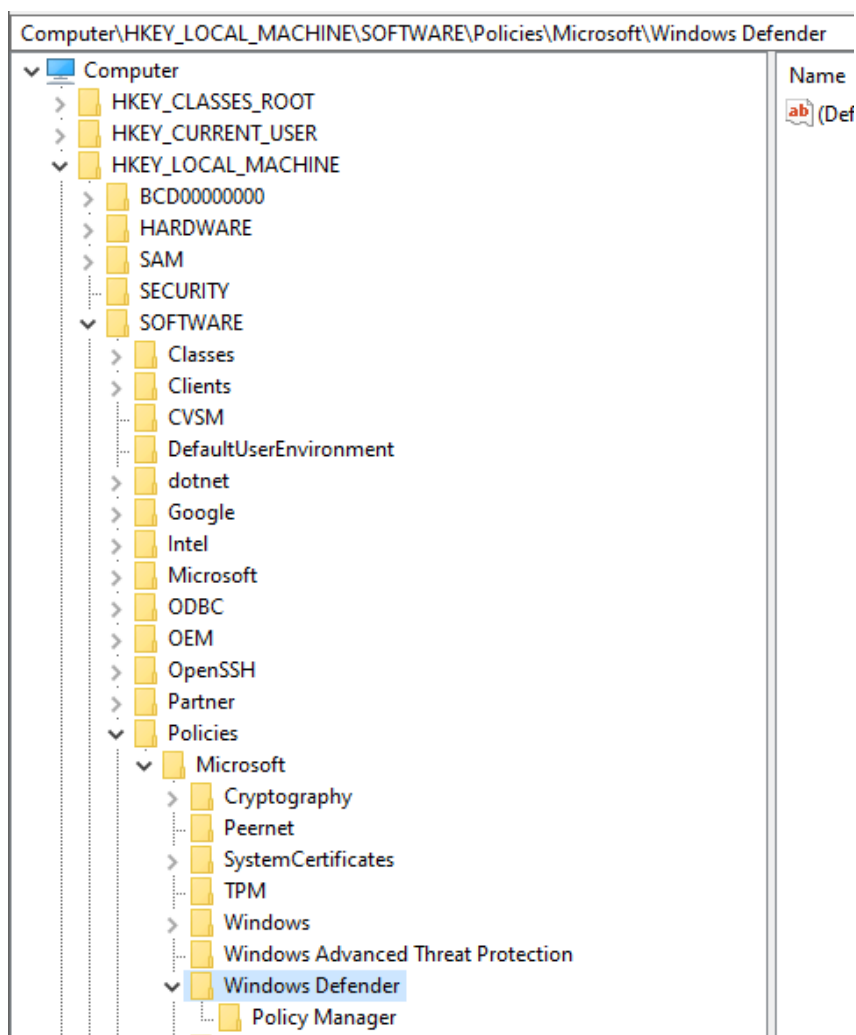 Computer\HKEY_LOCAL_MACHINE\SOFTWARE\Policies\Microsoft\Windows Defender
Computer
HKEY_CLASSES_ROOT
HKEY_CURRENT_USER
HKEY_LOCAL_MACHINE
BCD00000000
HARDWARE
SAM
SECURITY
SOFTWARE
Classes
Clients
CVSM
DefaultUserEnvironment
dotnet
Google
Intel
Microsoft
ODBC
OEM
OpenSSH
Partner
Policies
Microsoft
Cryptography
Peernet
SystemCertificates
TPM
Windows
Windows Advanced Threat Protection
Windows Defender
Policy Manager
Name
ab (Def